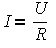 I = U/R